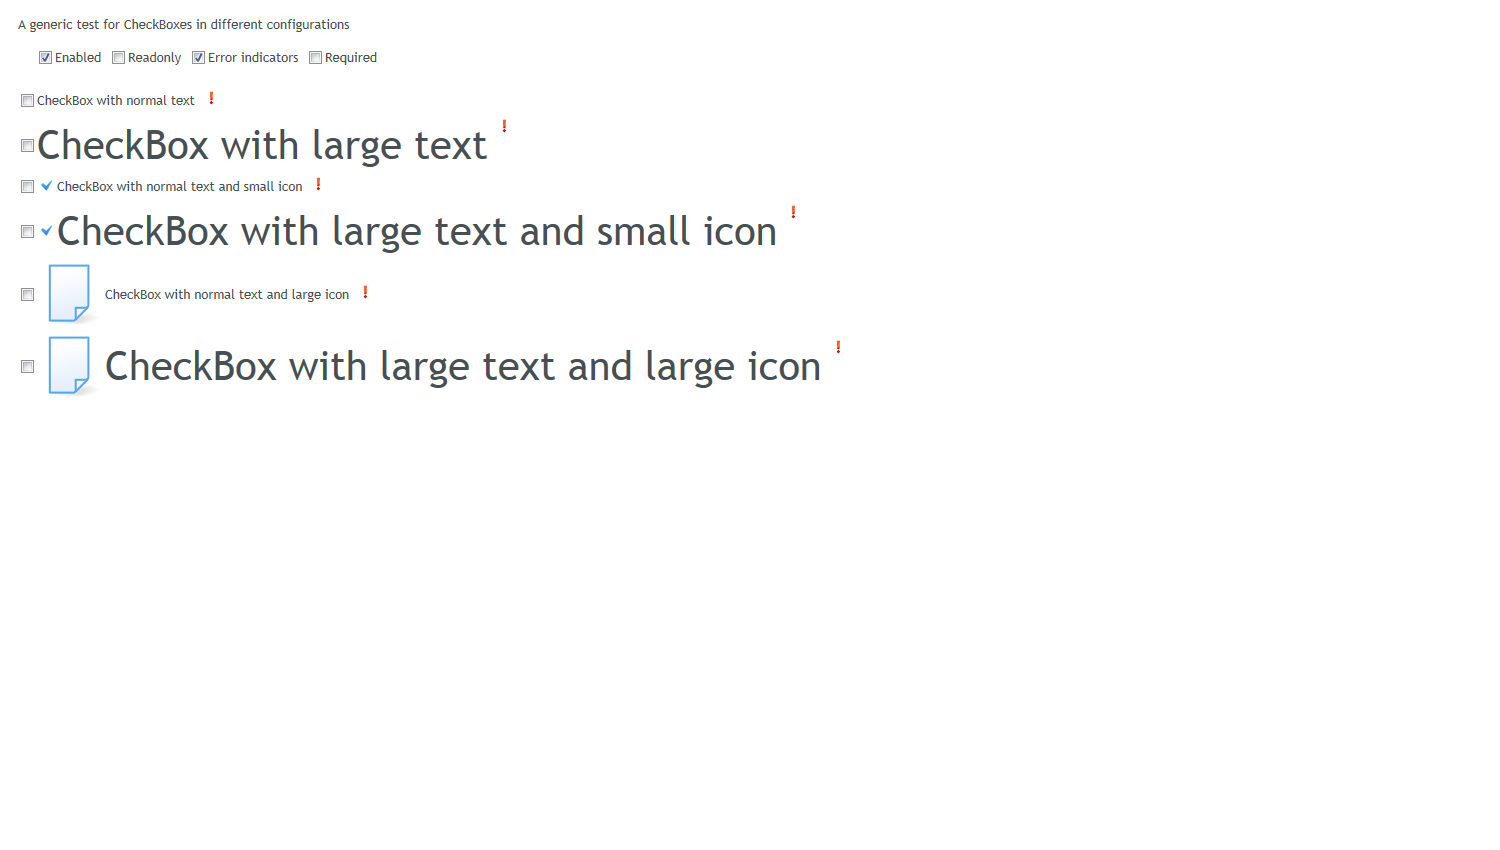 A generic test for CheckBoxes in different configurations
Enabled Readonly Error indicators Required
CheckBox with normal text
CheckBox with large text
CheckBox with normal text and small icon
CheckBox with large text and small icon
CheckBox with normal text and large icon
CheckBox with large text and large icon